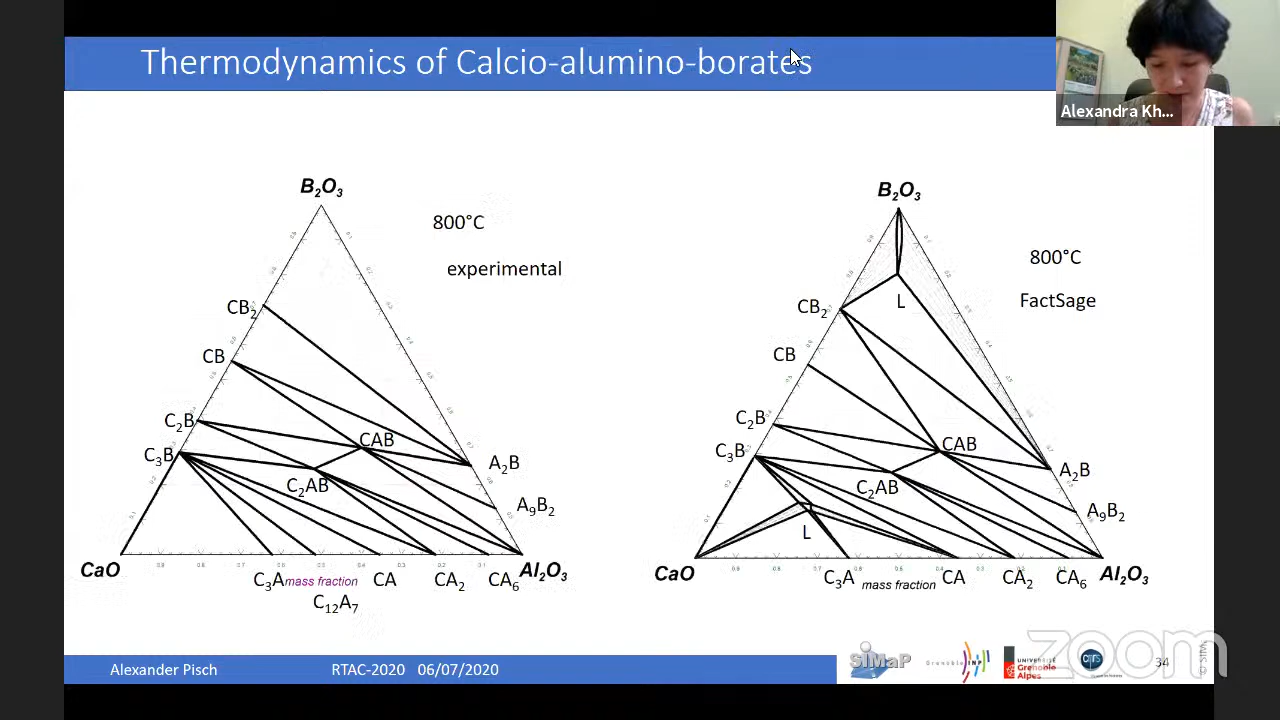 Thermodynamics of Calcio-alumino-borates
Alexandra Kh...
B₂O₃
800°C
experimental
CB₂
CB
C₂B
C₃B
CAB
C₂AB
A₂B
A₉B₂
CaO
C₃A
mass fraction
C₁₂A₇
CA
CA₂
CA₆
Al₂O₃
B₂O₃
800°C
FactSage
L
CB₂
CB
C₂B
C₃B
CAB
C₂AB
L
A₂B
A₉B₂
CaO
C₃A
mass fraction
CA
CA₂
CA₆
Al₂O₃
Alexander Pisch
RTAC-2020 06/07/2020
SIMaP
Grenoble INP
UNIVERSITÉ
Grenoble
Alpes
cnrs
zoom
34